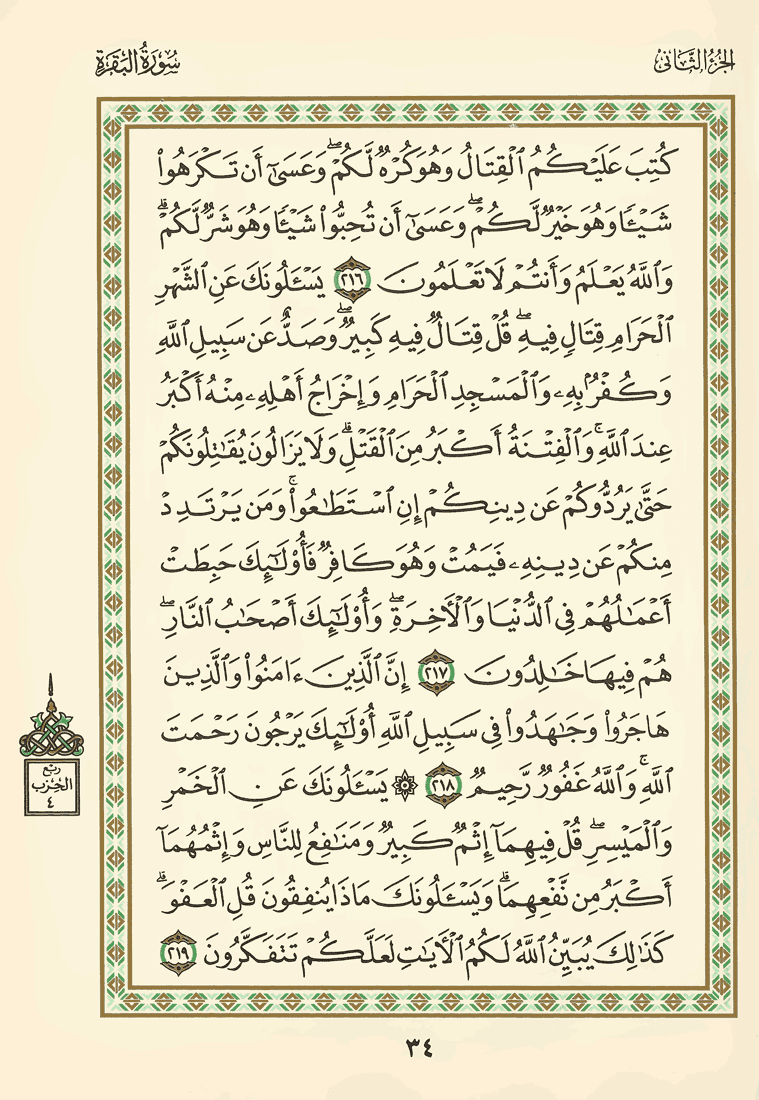 الجزء الثاني
سورة البقرة
كُتِبَ عَلَيْكُمُ ٱلْقِتَالُ وَهُوَ كُرْهٌ لَّكُمْ ۖ وَعَسَىٰٓ أَن تَكْرَهُوا۟
شَيْـًٔا وَهُوَ خَيْرٌ لَّكُمْ ۖ وَعَسَىٰٓ أَن تُحِبُّوا۟ شَيْـًٔا وَهُوَ شَرٌّ لَّكُمْ ۗ
وَٱللَّهُ يَعْلَمُ وَأَنتُمْ لَا تَعْلَمُونَ ٢١٦ يَسْـَٔلُونَكَ عَنِ ٱلشَّهْرِ
ٱلْحَرَامِ قِتَالٍ فِيهِ ۖ قُلْ قِتَالٌ فِيهِ كَبِيرٌ ۖ وَصَدٌّ عَن سَبِيلِ ٱللَّهِ
وَكُفْرٌۢ بِهِۦ وَٱلْمَسْجِدِ ٱلْحَرَامِ وَإِخْرَاجُ أَهْلِهِۦ مِنْهُ أَكْبَرُ
عِندَ ٱللَّهِ ۚ وَٱلْفِتْنَةُ أَكْبَرُ مِنَ ٱلْقَتْلِ ۗ وَلَا يَزَالُونَ يُقَـٰتِلُونَكُمْ
حَتَّىٰ يَرُدُّوكُمْ عَن دِينِكُمْ إِنِ ٱسْتَطَـٰعُوا۟ ۚ وَمَن يَرْتَدِدْ
مِنكُمْ عَن دِينِهِۦ فَيَمُتْ وَهُوَ كَافِرٌ فَأُو۟لَـٰٓئِكَ حَبِطَتْ
أَعْمَـٰلُهُمْ فِى ٱلدُّنْيَا وَٱلْـَٔاخِرَةِ ۖ وَأُو۟لَـٰٓئِكَ أَصْحَـٰبُ ٱلنَّارِ ۖ
هُمْ فِيهَا خَـٰلِدُونَ ٢١٧ إِنَّ ٱلَّذِينَ ءَامَنُوا۟ وَٱلَّذِينَ
هَاجَرُوا۟ وَجَـٰهَدُوا۟ فِى سَبِيلِ ٱللَّهِ أُو۟لَـٰٓئِكَ يَرْجُونَ رَحْمَتَ
ٱللَّهِ ۚ وَٱللَّهُ غَفُورٌ رَّحِيمٌ ٢١٨ ۞ يَسْـَٔلُونَكَ عَنِ ٱلْخَمْرِ
وَٱلْمَيْسِرِ ۖ قُلْ فِيهِمَآ إِثْمٌ كَبِيرٌ وَمَنَـٰفِعُ لِلنَّاسِ وَإِثْمُهُمَآ
أَكْبَرُ مِن نَّفْعِهِمَا ۗ وَيَسْـَٔلُونَكَ مَاذَا يُنفِقُونَ قُلِ ٱلْعَفْوَ ۗ
كَذَٰلِكَ يُبَيِّنُ ٱللَّهُ لَكُمُ ٱلْـَٔايَـٰتِ لَعَلَّكُمْ تَتَفَكَّرُونَ ٢١٩
ربع
الحزب
٤
٣٤